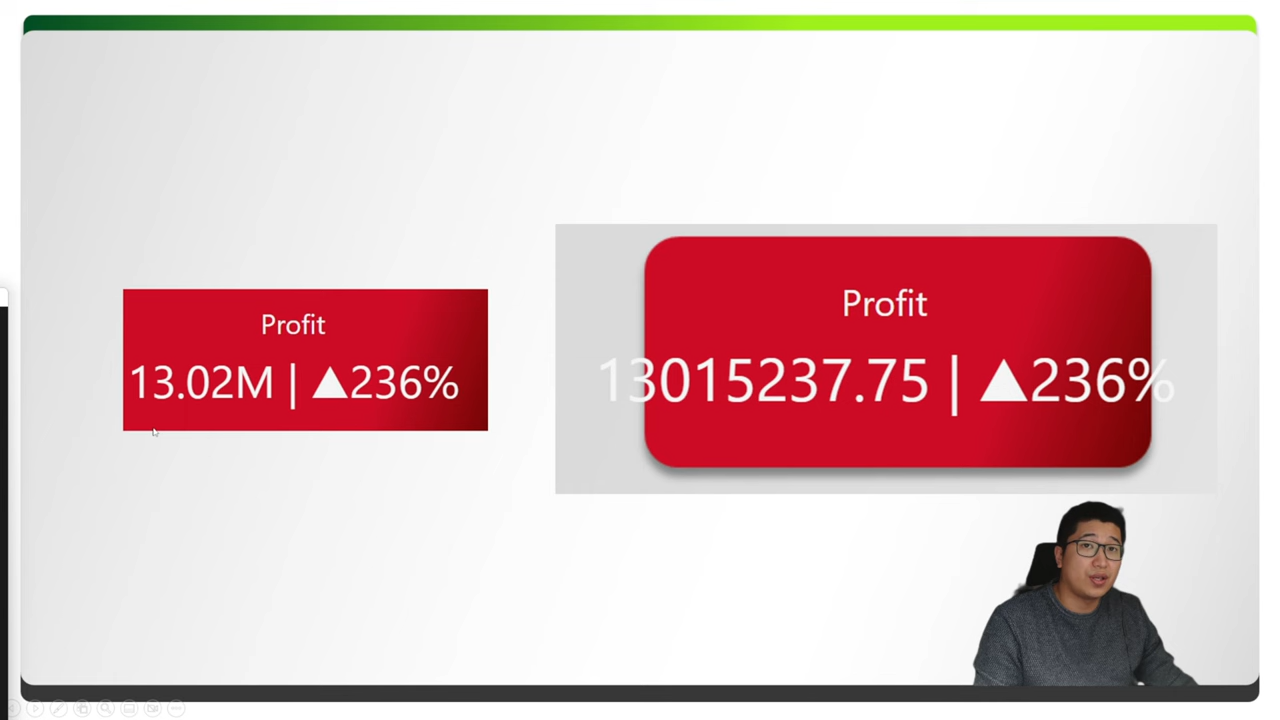 Profit
13.02M | ▲236%
Profit
13015237.75 | ▲236%